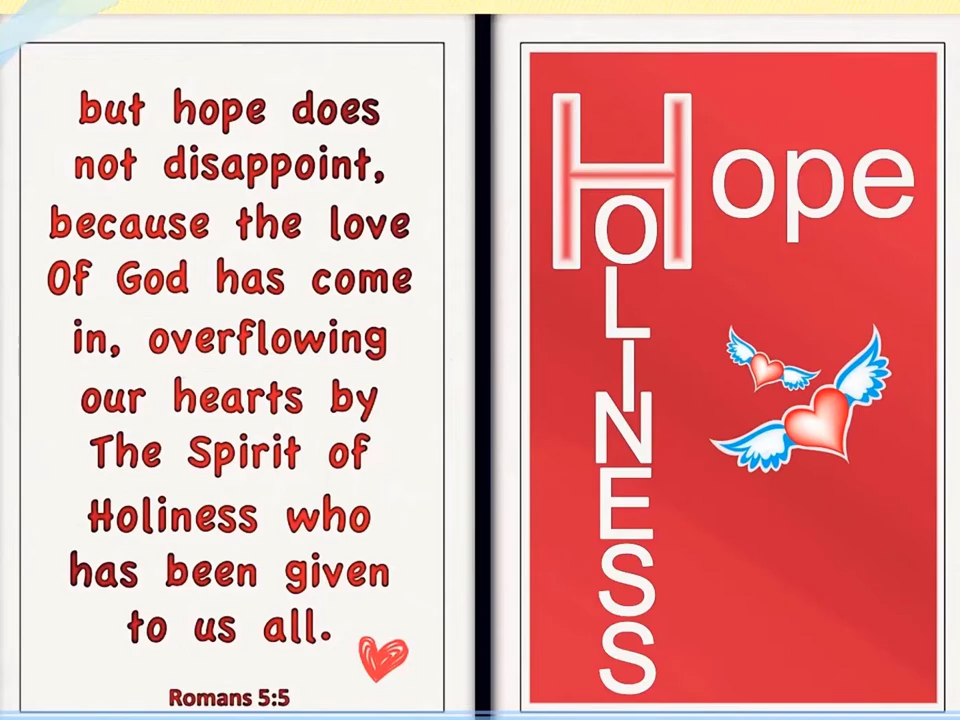 but hope does
not disappoint,
because the love
Of God has come
in, overflowing
our hearts by
The Spirit of
Holiness who
has been given
to us all.
Romans 5:5
Hope
HOLINESS